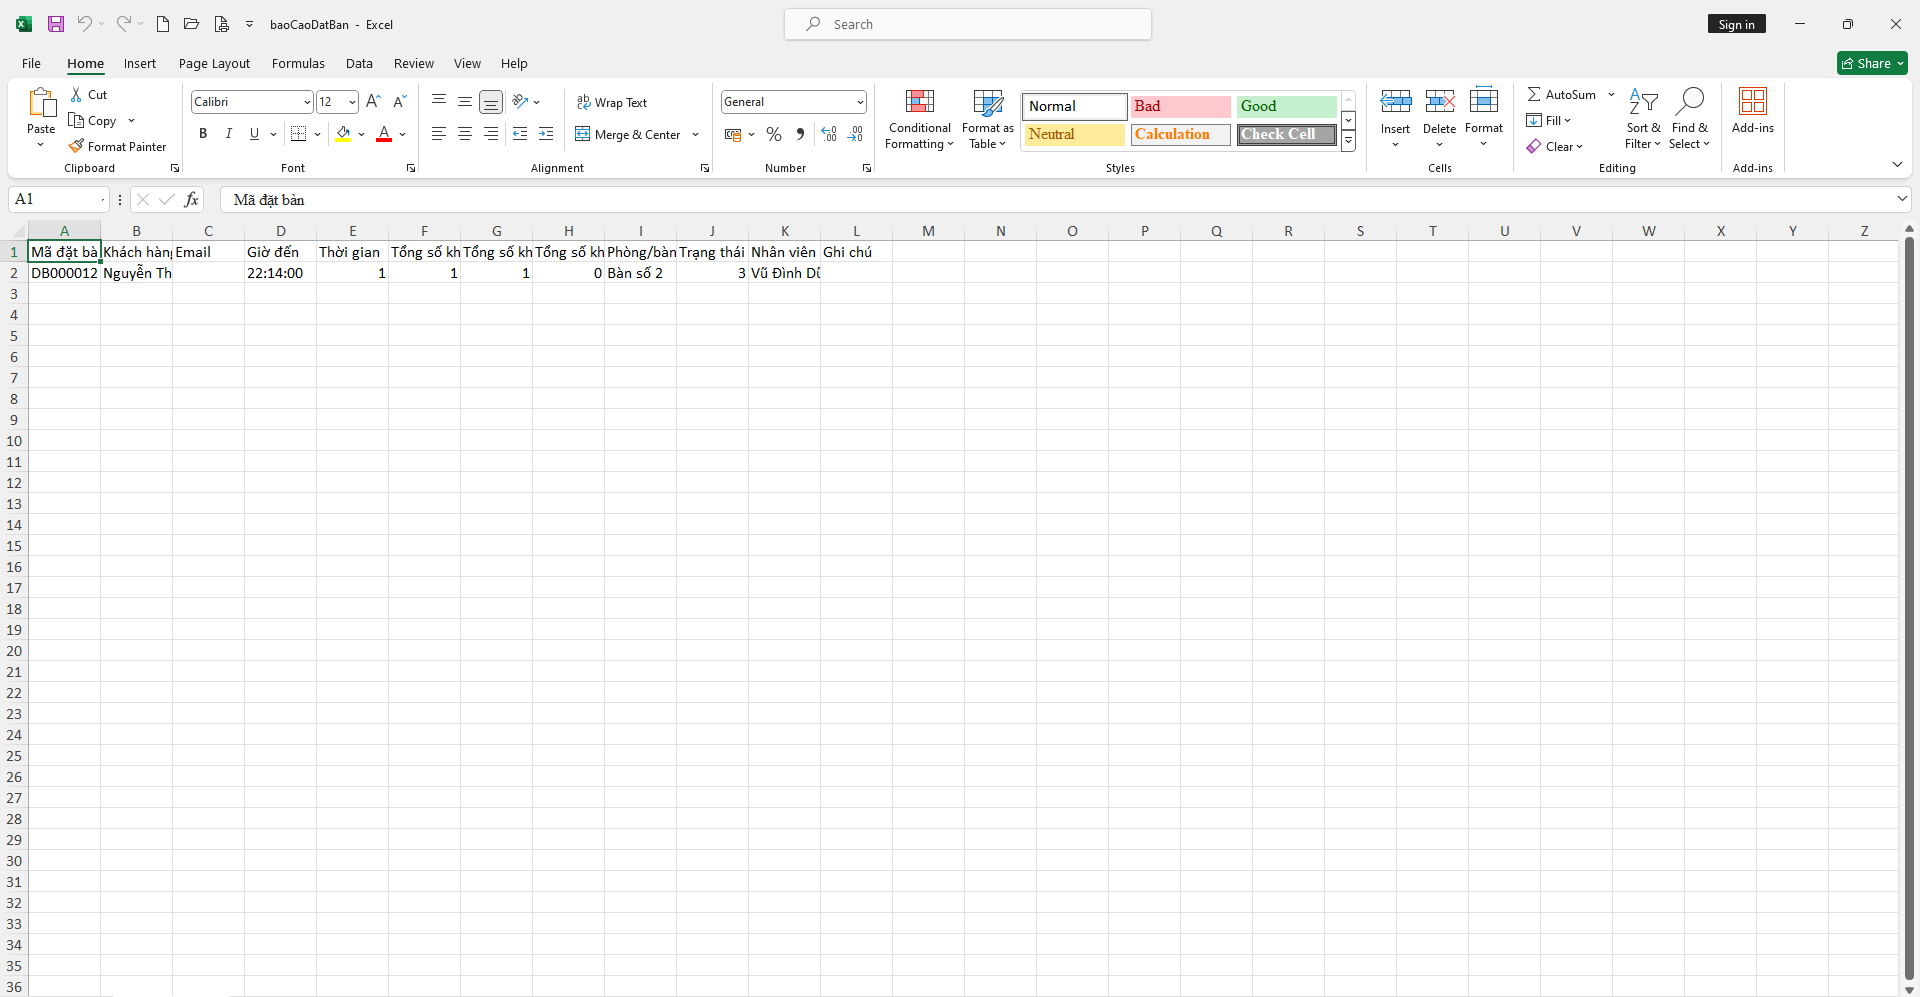 baoCaoDatBan - Excel
Search
Sign in
File Home Insert Page Layout Formulas Data Review View Help
Share
Paste
Cut
Copy
Format Painter
Clipboard
Calibri 12
B I U
Font
Wrap Text
Merge & Center
Alignment
General
Number
Conditional Formatting
Format as Table
Normal Bad Good
Neutral Calculation Check Cell
Styles
Insert Delete Format
Cells
AutoSum
Fill
Clear
Sort & Filter
Find & Select
Editing
Add-ins
Add-ins
A1 fx Mã đặt bàn
A B C D E F G H I J K L M N O P Q R S T U V W X Y Z
1 Mã đặt bà Khách hàng Email Giờ đến Thời gian Tổng số kh Tổng số kh Tổng số kh Phòng/bàn Trạng thái Nhân viên Ghi chú
2 DB000012 Nguyễn Th 22:14:00 1 1 1 0 Bàn số 2 3 Vũ Đình Dũ
3
4
5
6
7
8
9
10
11
12
13
14
15
16
17
18
19
20
21
22
23
24
25
26
27
28
29
30
31
32
33
34
35
36